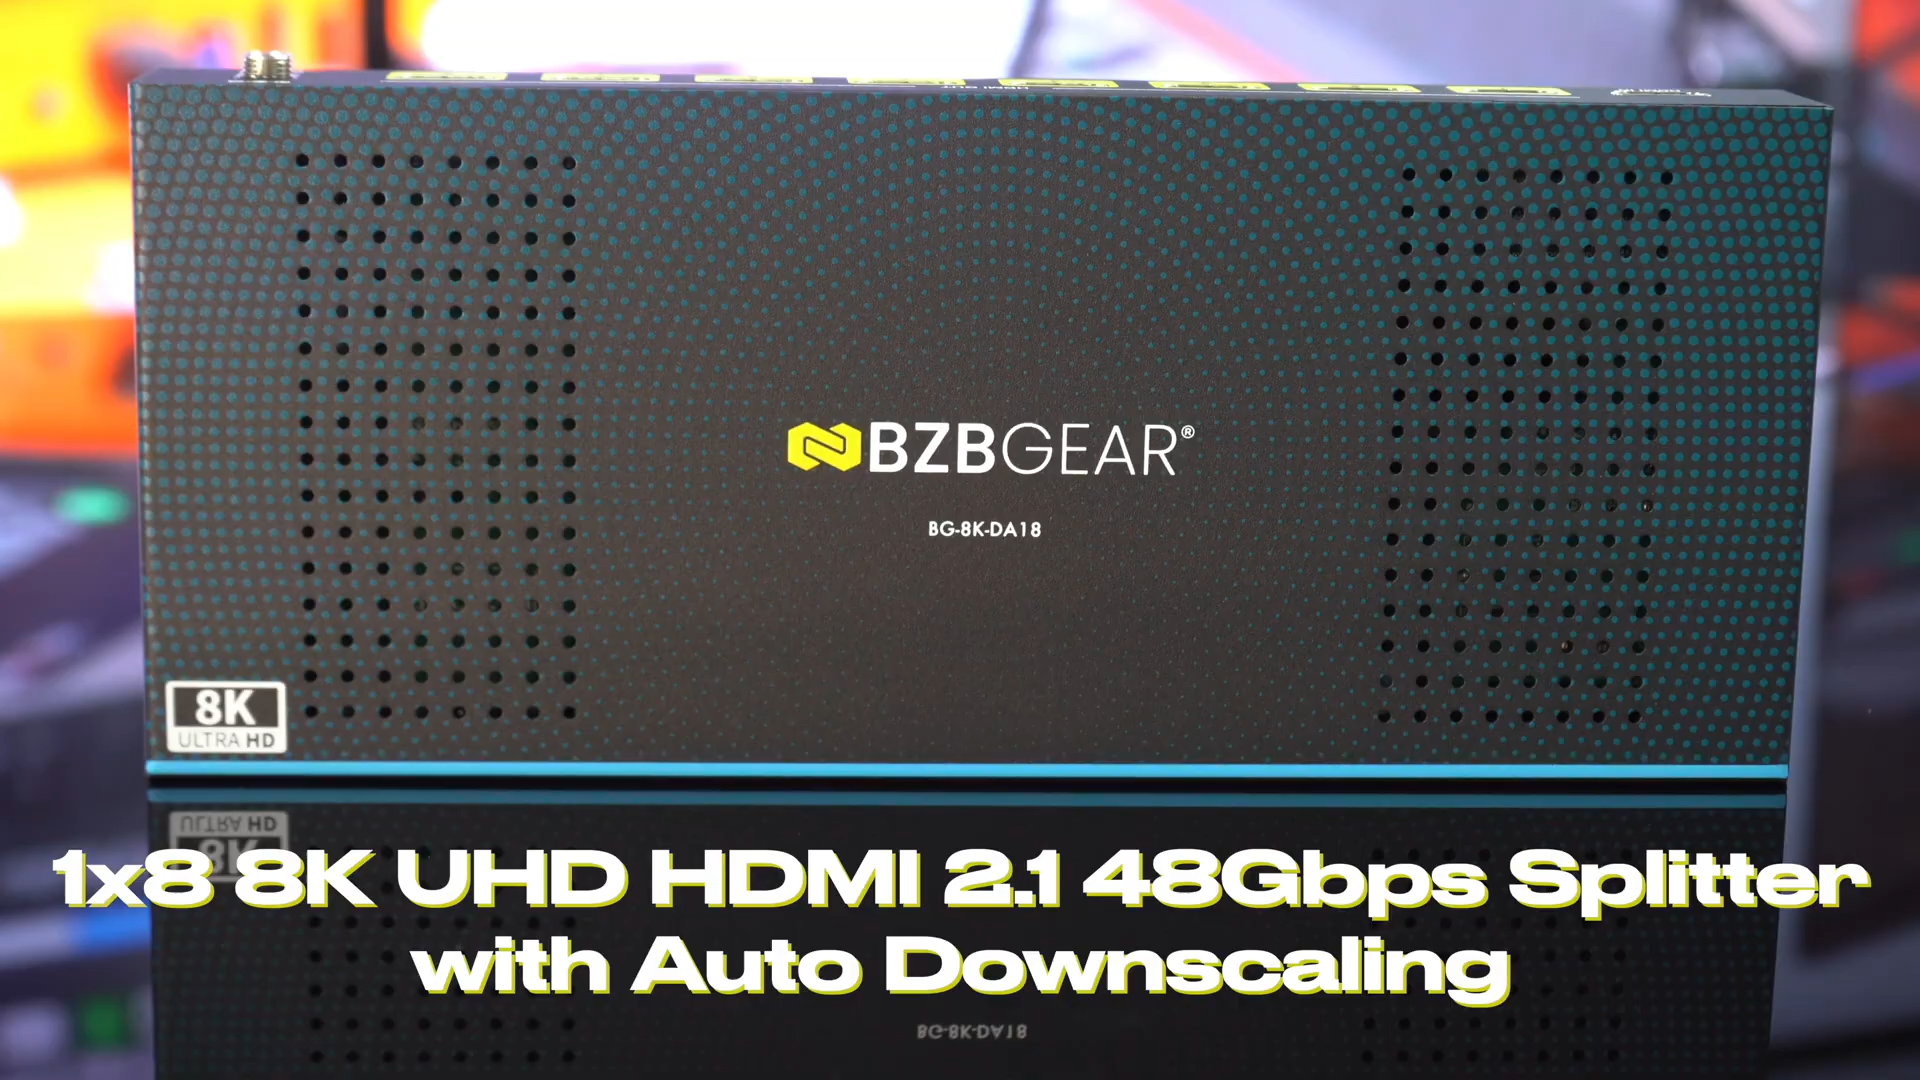 BZBGEAR®
BG-8K-DA18
8K
ULTRA HD
1x8 8K UHD HDMI 2.1 48Gbps Splitter
with Auto Downscaling